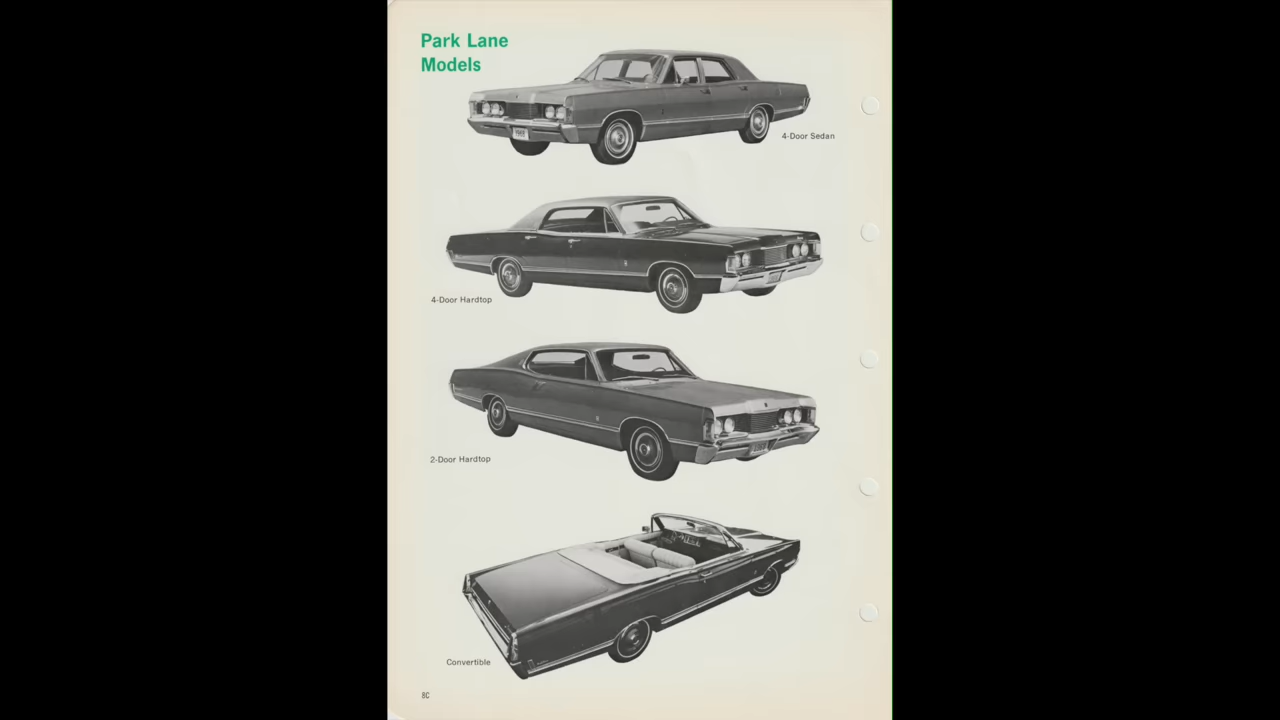 Park Lane
Models
4-Door Sedan
4-Door Hardtop
2-Door Hardtop
Convertible
8C